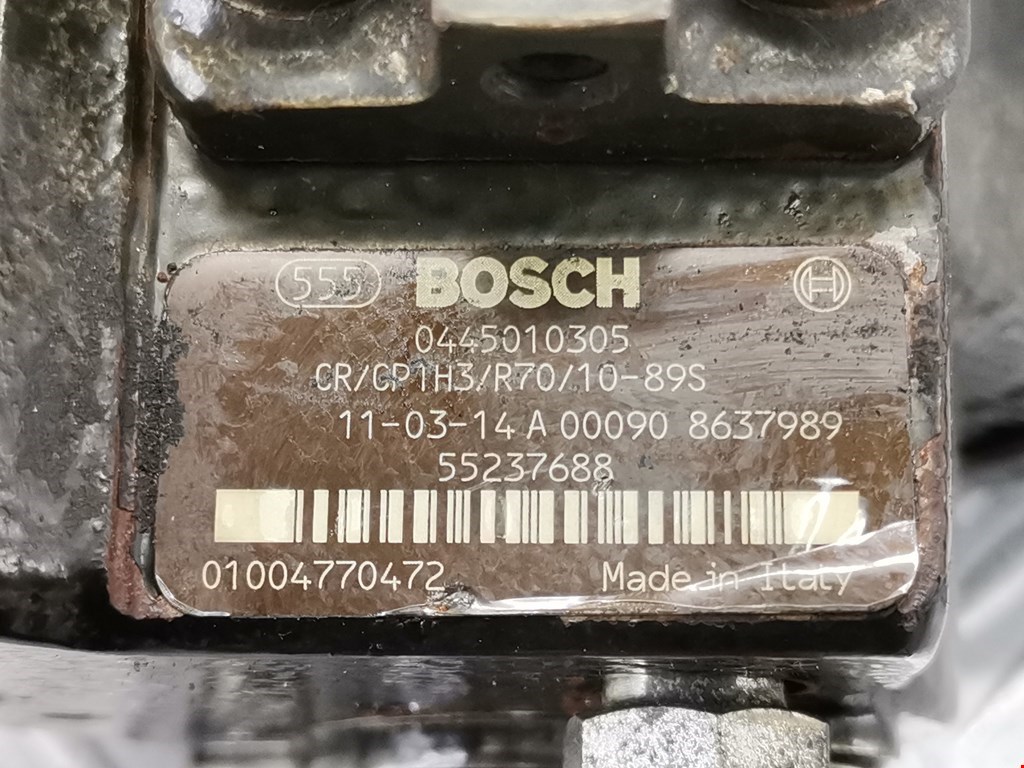 555 BOSCH
0445010305
CR/CP1H3/R70/10-89S
11-03-14 A 00090 8637989
55237688
01004770472 Made in Italy